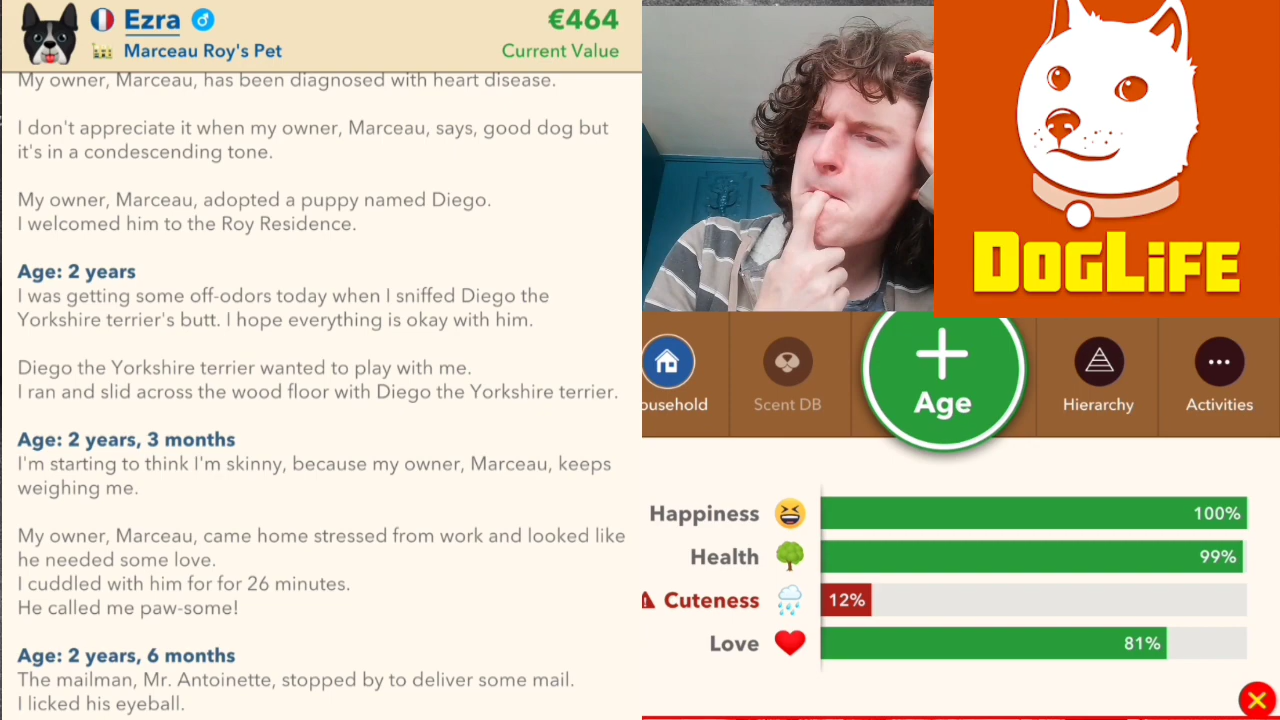 Ezra
Marceau Roy's Pet
€464
Current Value
My owner, Marceau, has been diagnosed with heart disease.
I don't appreciate it when my owner, Marceau, says, good dog but
it's in a condescending tone.
My owner, Marceau, adopted a puppy named Diego.
I welcomed him to the Roy Residence.
Age: 2 years
I was getting some off-odors today when I sniffed Diego the
Yorkshire terrier's butt. I hope everything is okay with him.
Diego the Yorkshire terrier wanted to play with me.
I ran and slid across the wood floor with Diego the Yorkshire terrier.
Age: 2 years, 3 months
I'm starting to think I'm skinny, because my owner, Marceau, keeps
weighing me.
My owner, Marceau, came home stressed from work and looked like
he needed some love.
I cuddled with him for for 26 minutes.
He called me paw-some!
Age: 2 years, 6 months
The mailman, Mr. Antoinette, stopped by to deliver some mail.
I licked his eyeball.
DOGLiFE
ousehold
Scent DB
Age
Hierarchy
Activities
Happiness 100%
Health 99%
Cuteness 12%
Love 81%